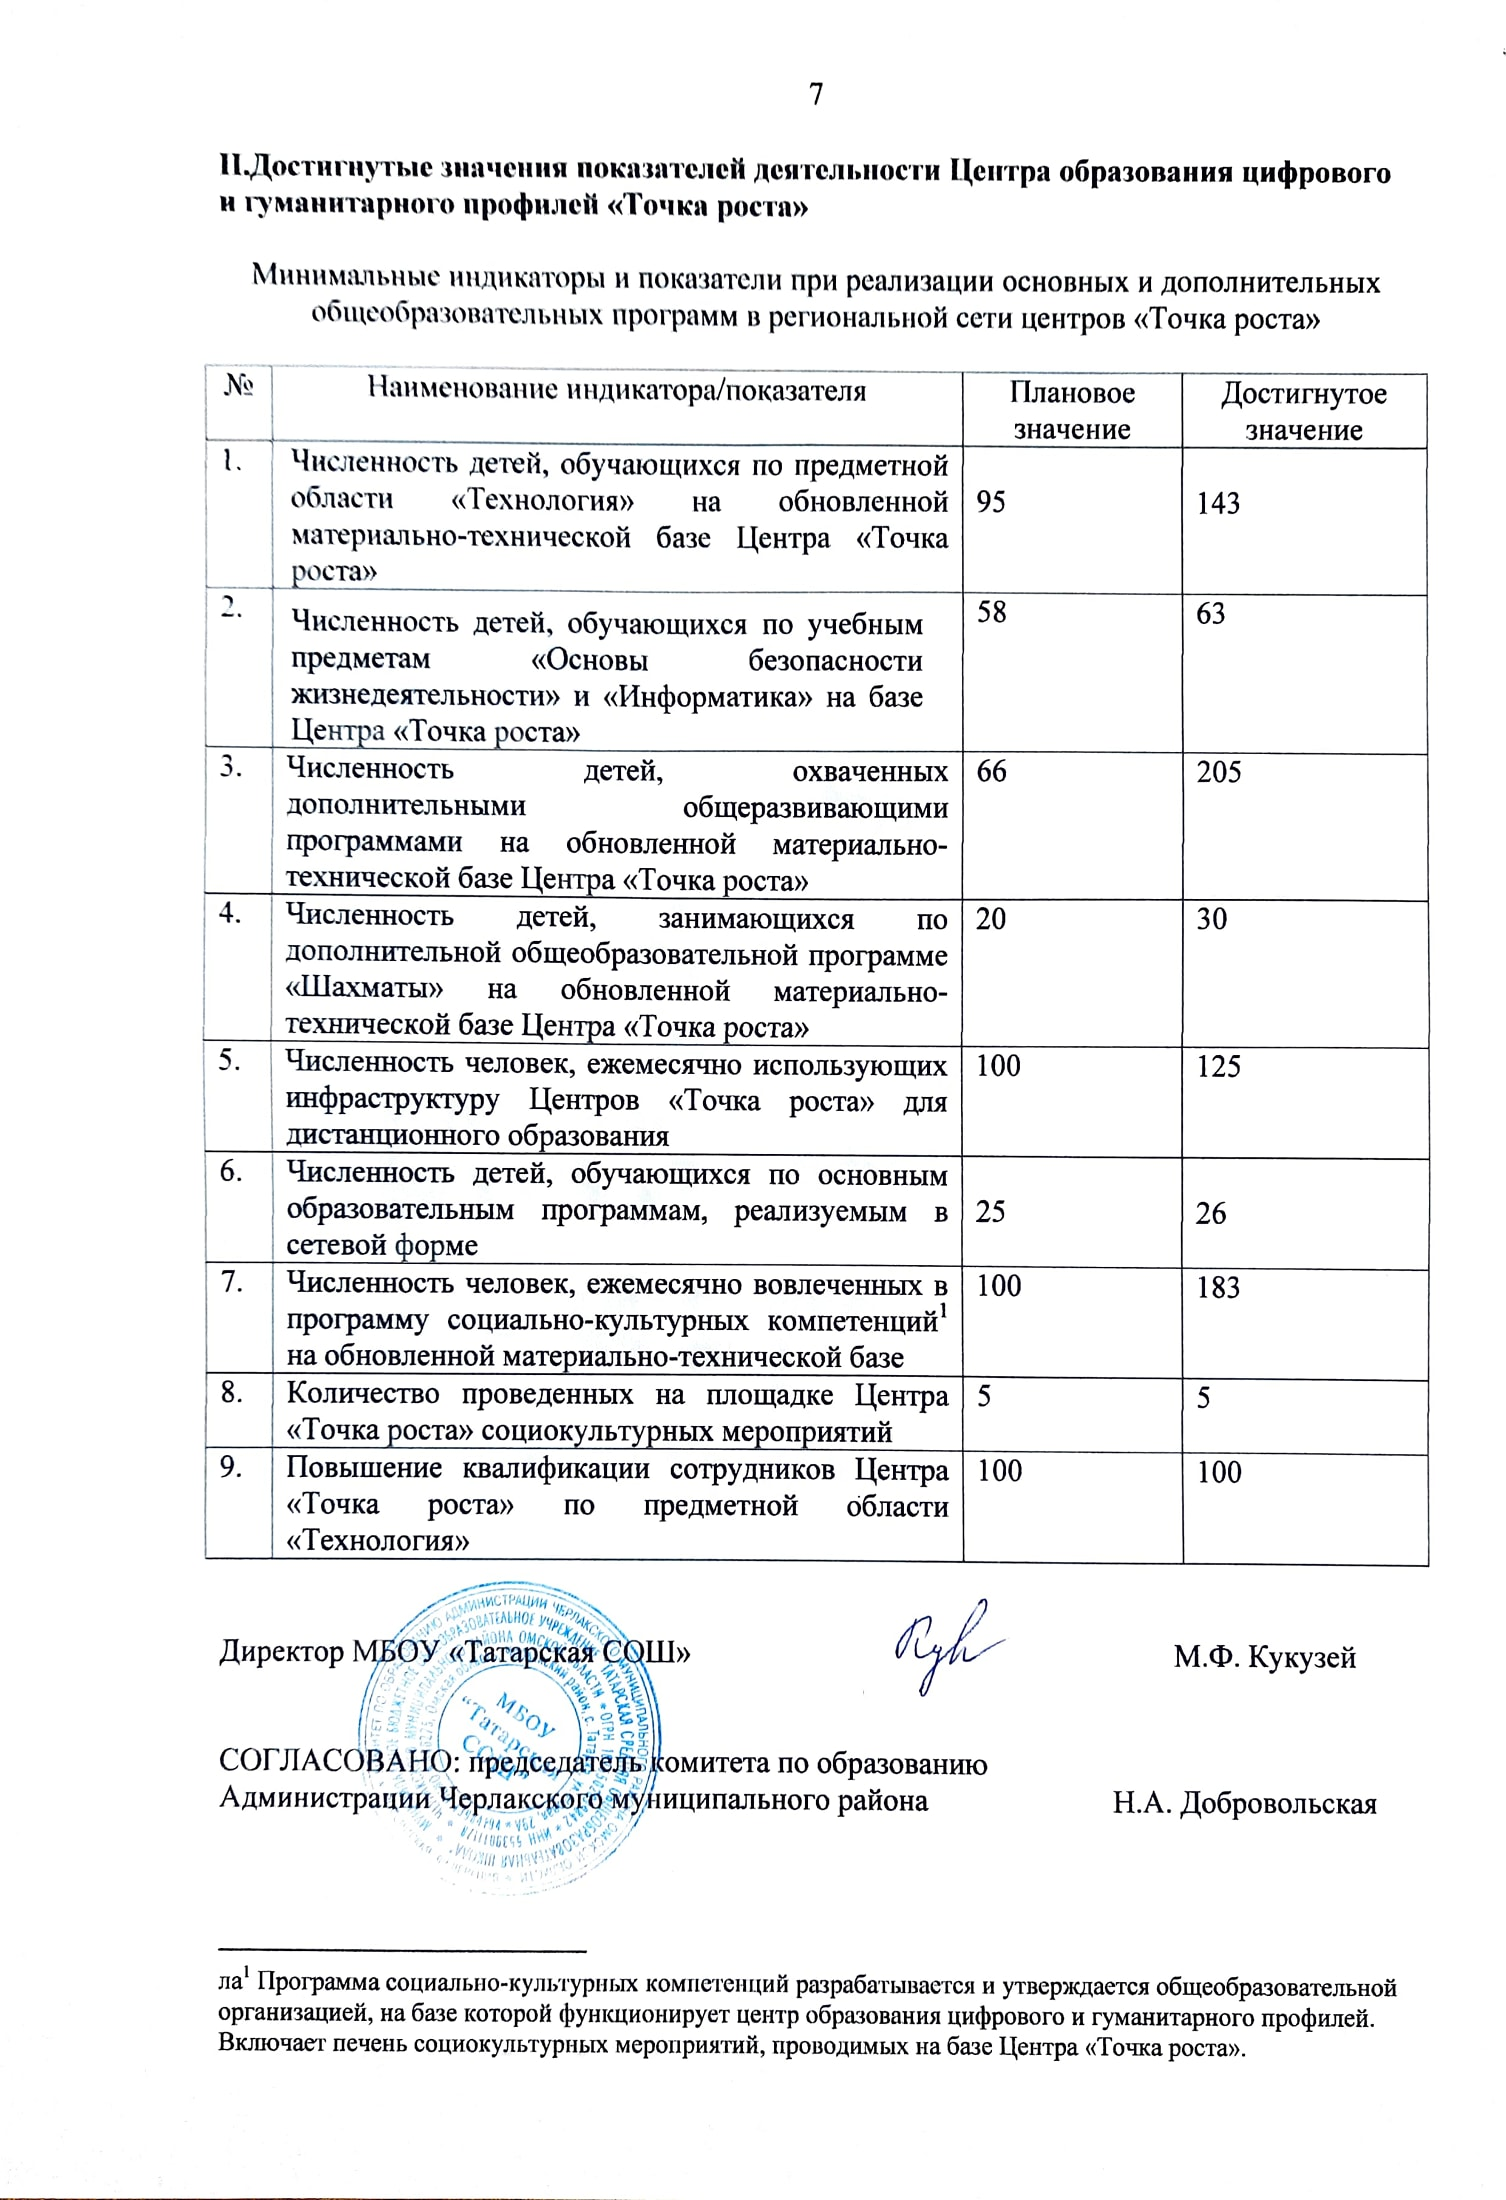 7
II.Достигнутые значения показателей деятельности Центра образования цифрового
и гуманитарного профилей «Точка роста»
Минимальные индикаторы и показатели при реализации основных и дополнительных
общеобразовательных программ в региональной сети центров «Точка роста»
№ Наименование индикатора/показателя Плановое Достигнутое
значение значение
1. Численность детей, обучающихся по предметной
области «Технология» на обновленной 95 143
материально-технической базе Центра «Точка
роста»
2. 58 63
Численность детей, обучающихся по учебным
предметам «Основы безопасности
жизнедеятельности» и «Информатика» на базе
Центра «Точка роста»
3. Численность детей, охваченных 66 205
дополнительными общеразвивающими
программами на обновленной материально-
технической базе Центра «Точка роста»
4. Численность детей, занимающихся по 20 30
дополнительной общеобразовательной программе
«Шахматы» на обновленной материально-
технической базе Центра «Точка роста»
5. Численность человек, ежемесячно использующих 100 125
инфраструктуру Центров «Точка роста» для
дистанционного образования
6. Численность детей, обучающихся по основным
образовательным программам, реализуемым в 25 26
сетевой форме
7. Численность человек, ежемесячно вовлеченных в 100 183
программу социально-культурных компетенций¹
на обновленной материально-технической базе
8. Количество проведенных на площадке Центра 5 5
«Точка роста» социокультурных мероприятий
9. Повышение квалификации сотрудников Центра 100 100
«Точка роста» по предметной области
«Технология»
Директор МБОУ «Татарская СОШ» М.Ф. Кукузей
МБОУ
"Татарская
СОШ"
СОГЛАСОВАНО: председатель комитета по образованию
Администрации Черлакского муниципального района Н.А. Добровольская
ла¹ Программа социально-культурных компетенций разрабатывается и утверждается общеобразовательной
организацией, на базе которой функционирует центр образования цифрового и гуманитарного профилей.
Включает печень социокультурных мероприятий, проводимых на базе Центра «Точка роста».